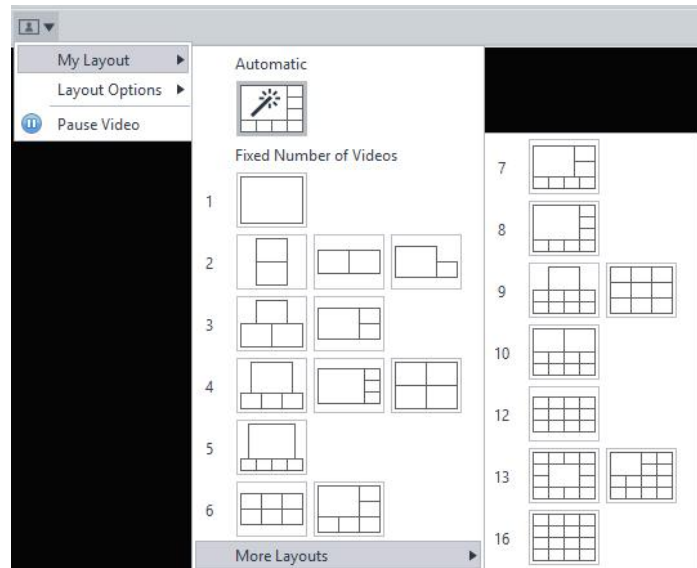 My Layout
Layout Options
Pause Video
Automatic
Fixed Number of Videos
1
2
3
4
5
6
More Layouts
7
8
9
10
12
13
16